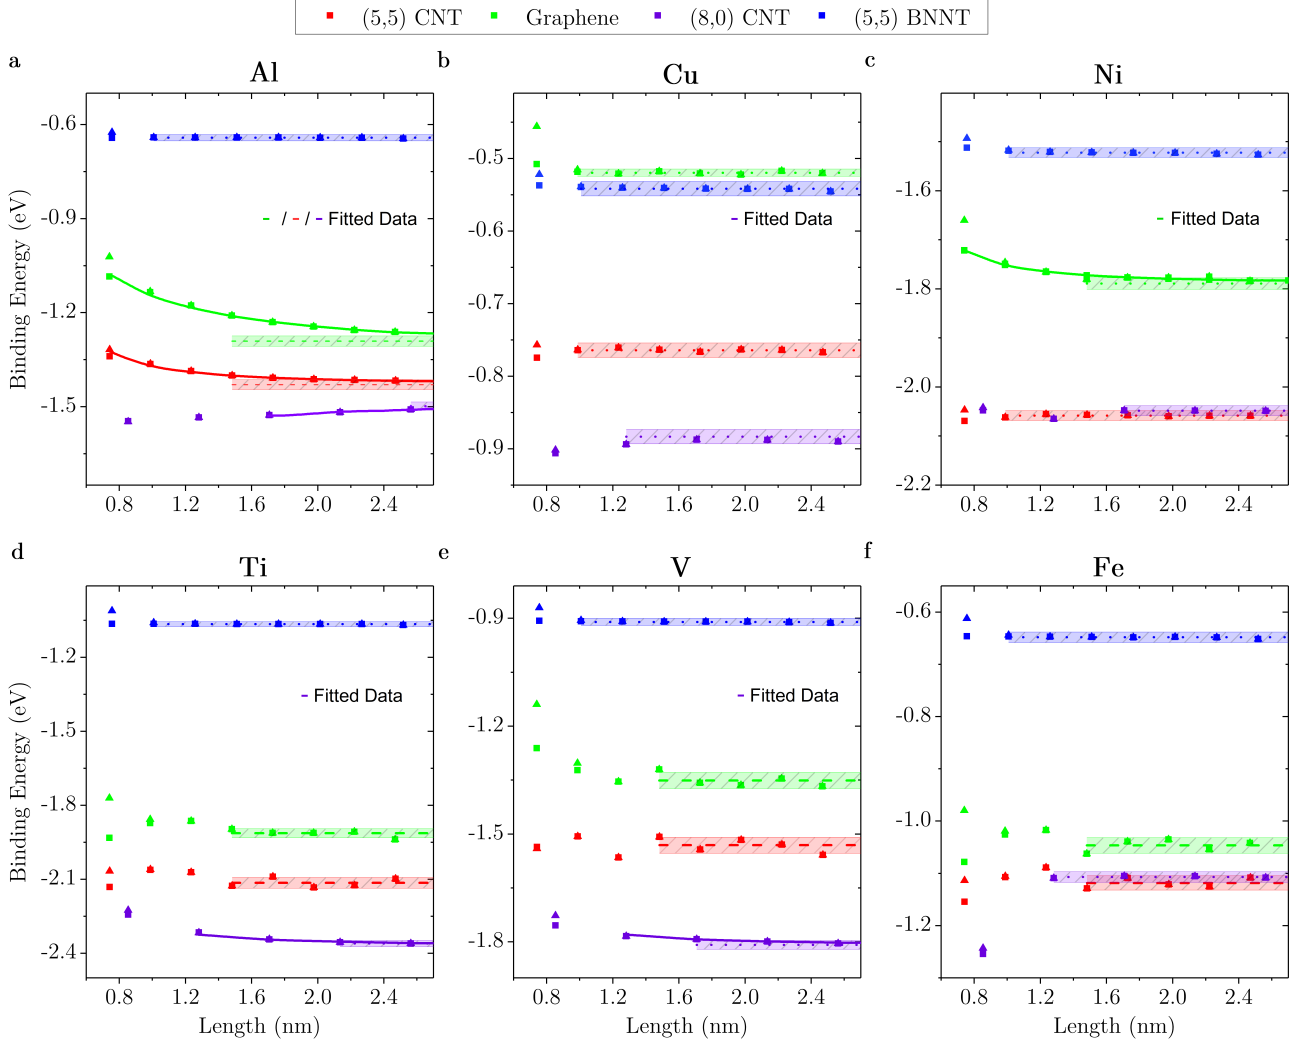 (5,5) CNT Graphene (8,0) CNT (5,5) BNNT
a Al
b Cu
c Ni
-0.6
-0.9
-1.2
-1.5
- / - / - Fitted Data
0.8 1.2 1.6 2.0 2.4
Binding Energy (eV)
-0.5
-0.6
-0.7
-0.8
-0.9
- Fitted Data
0.8 1.2 1.6 2.0 2.4
-1.6
-1.8
-2.0
-2.2
- Fitted Data
0.8 1.2 1.6 2.0 2.4
d Ti
e V
f Fe
-1.2
-1.5
-1.8
-2.1
-2.4
- Fitted Data
0.8 1.2 1.6 2.0 2.4
Binding Energy (eV)
Length (nm)
-0.9
-1.2
-1.5
-1.8
- Fitted Data
0.8 1.2 1.6 2.0 2.4
Length (nm)
-0.6
-0.8
-1.0
-1.2
0.8 1.2 1.6 2.0 2.4
Length (nm)